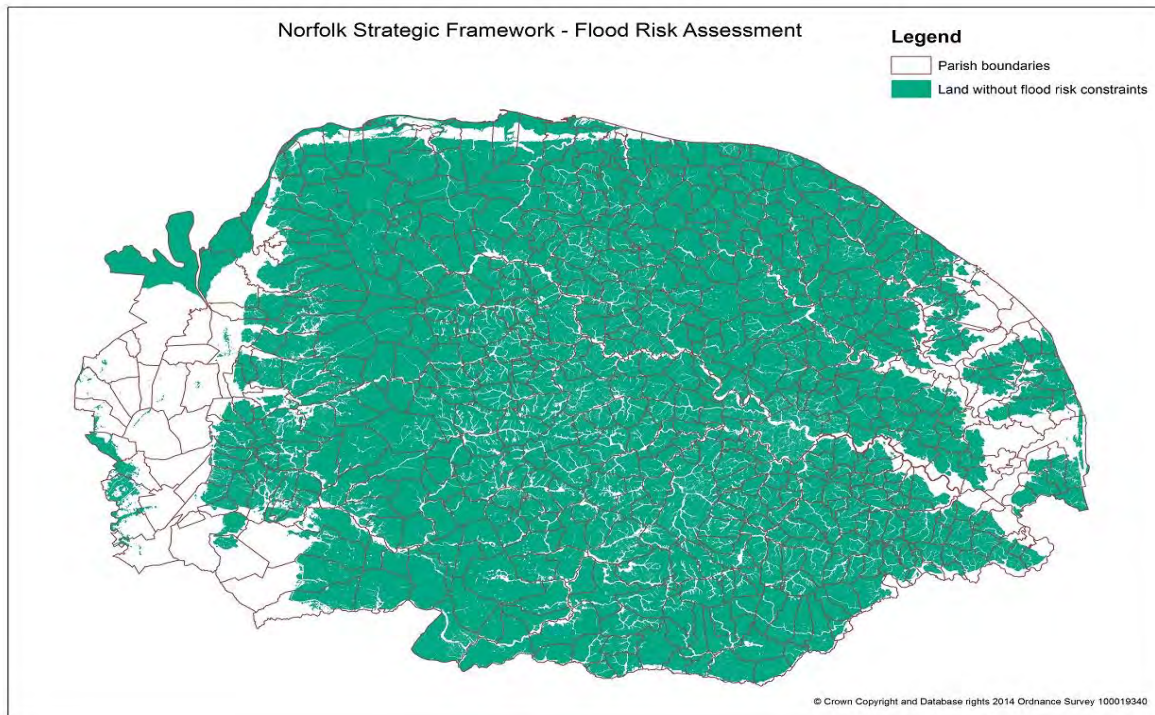 Norfolk Strategic Framework - Flood Risk Assessment
Legend
Parish boundaries
Land without flood risk constraints
© Crown Copyright and Database rights 2014 Ordnance Survey 100019340